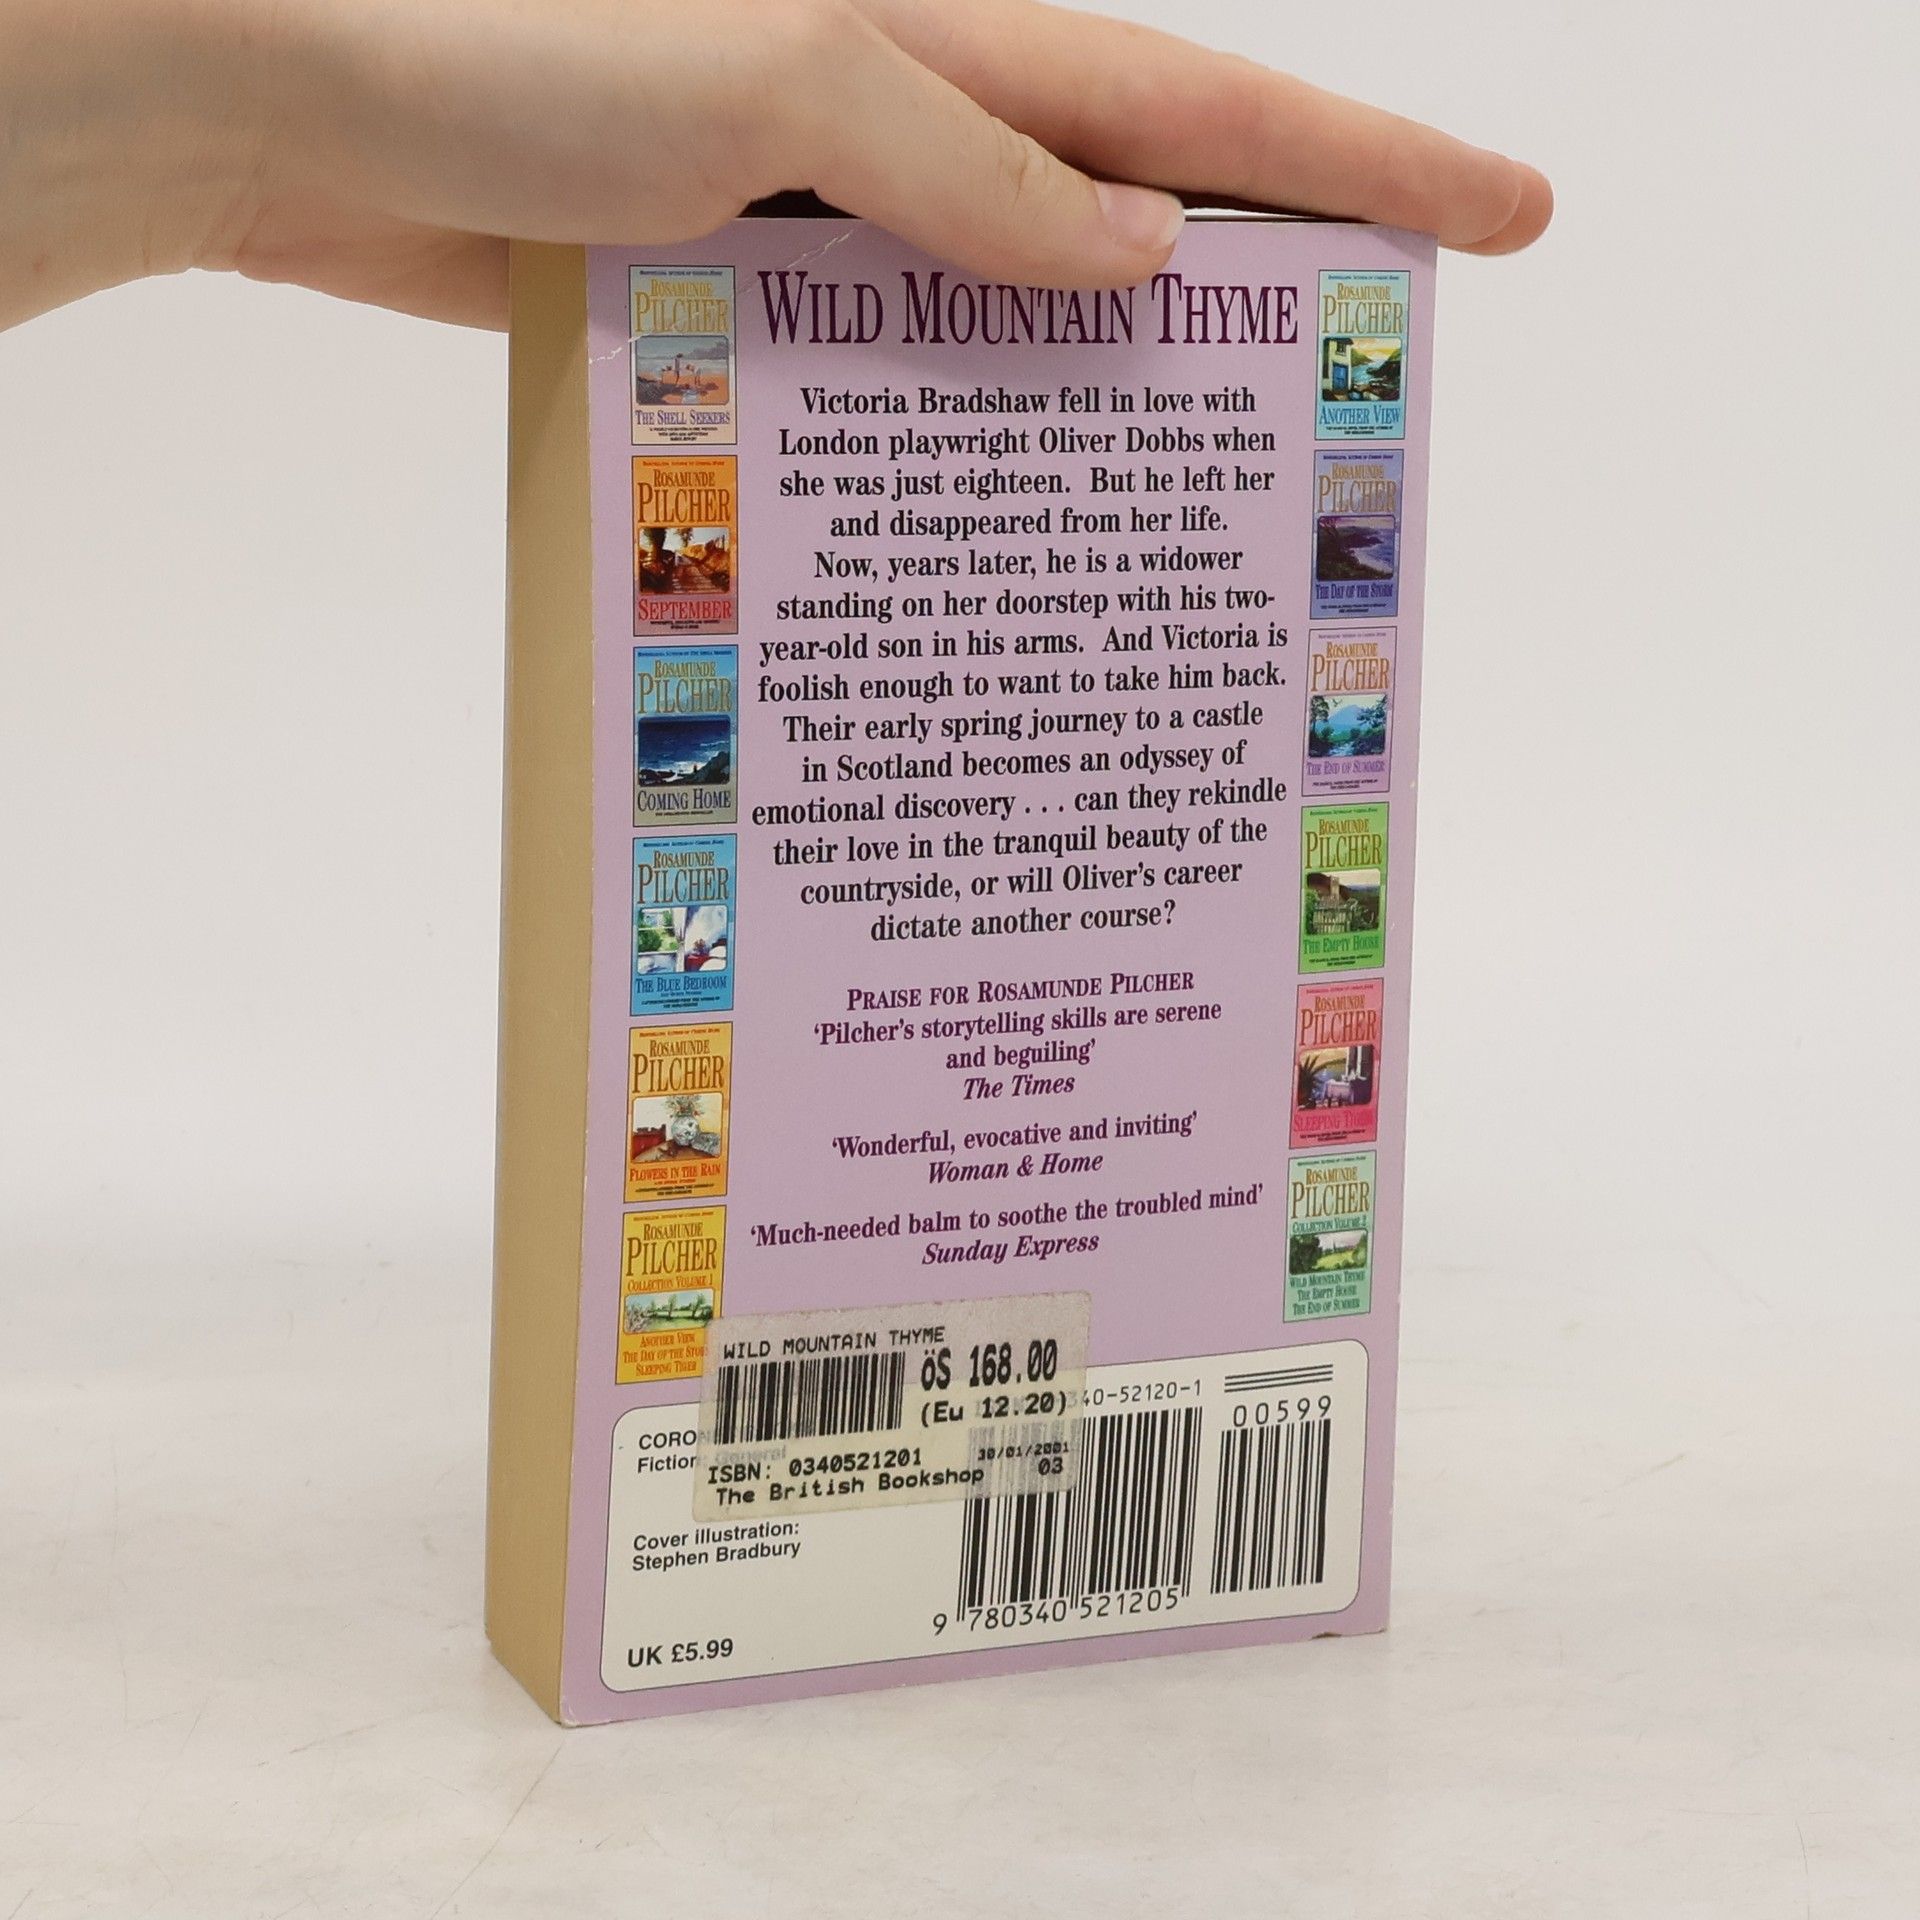 WILD MOUNTAIN THYME
Victoria Bradshaw fell in love with
London playwright Oliver Dobbs when
she was just eighteen. But he left her
and disappeared from her life.
Now, years later, he is a widower
standing on her doorstep with his two-
year-old son in his arms. And Victoria is
foolish enough to want to take him back.
Their early spring journey to a castle
in Scotland becomes an odyssey of
emotional discovery . . . can they rekindle
their love in the tranquil beauty of the
countryside, or will Oliver's career
dictate another course?
PRAISE FOR ROSAMUNDE PILCHER
‘Pilcher's storytelling skills are serene
and beguiling’
The Times
‘Wonderful, evocative and inviting’
Woman & Home
‘Much-needed balm to soothe the troubled mind’
Sunday Express
ROSAMUNDE
PILCHER
THE SHELL SEEKERS
ROSAMUNDE
PILCHER
SEPTEMBER
ROSAMUNDE
PILCHER
COMING HOME
ROSAMUNDE
PILCHER
THE BLUE BEDROOM
ROSAMUNDE
PILCHER
FLOWERS IN THE RAIN
ROSAMUNDE
PILCHER
COLLECTION VOLUME 1
ANOTHER VIEW
THE DAY OF THE STOR
SLEEPING TIGER
ROSAMUNDE
PILCHER
ANOTHER VIEW
ROSAMUNDE
PILCHER
THE DAY OF THE STORM
ROSAMUNDE
PILCHER
THE END OF SUMMER
ROSAMUNDE
PILCHER
THE EMPTY HOUSE
ROSAMUNDE
PILCHER
SLEEPING TIGER
ROSAMUNDE
PILCHER
COLLECTION VOLUME 2
WILD MOUNTAIN THYME
THE EMPTY HOUSE
THE END OF SUMMER
WILD MOUNTAIN THYME
öS 168.00
(Eu 12.20)
30/01/2001
03
ISBN: 0340521201
The British Bookshop
CORO
Fiction: General
340-52120-1
00599
Cover illustration:
Stephen Bradbury
9 780340 521205
UK £5.99